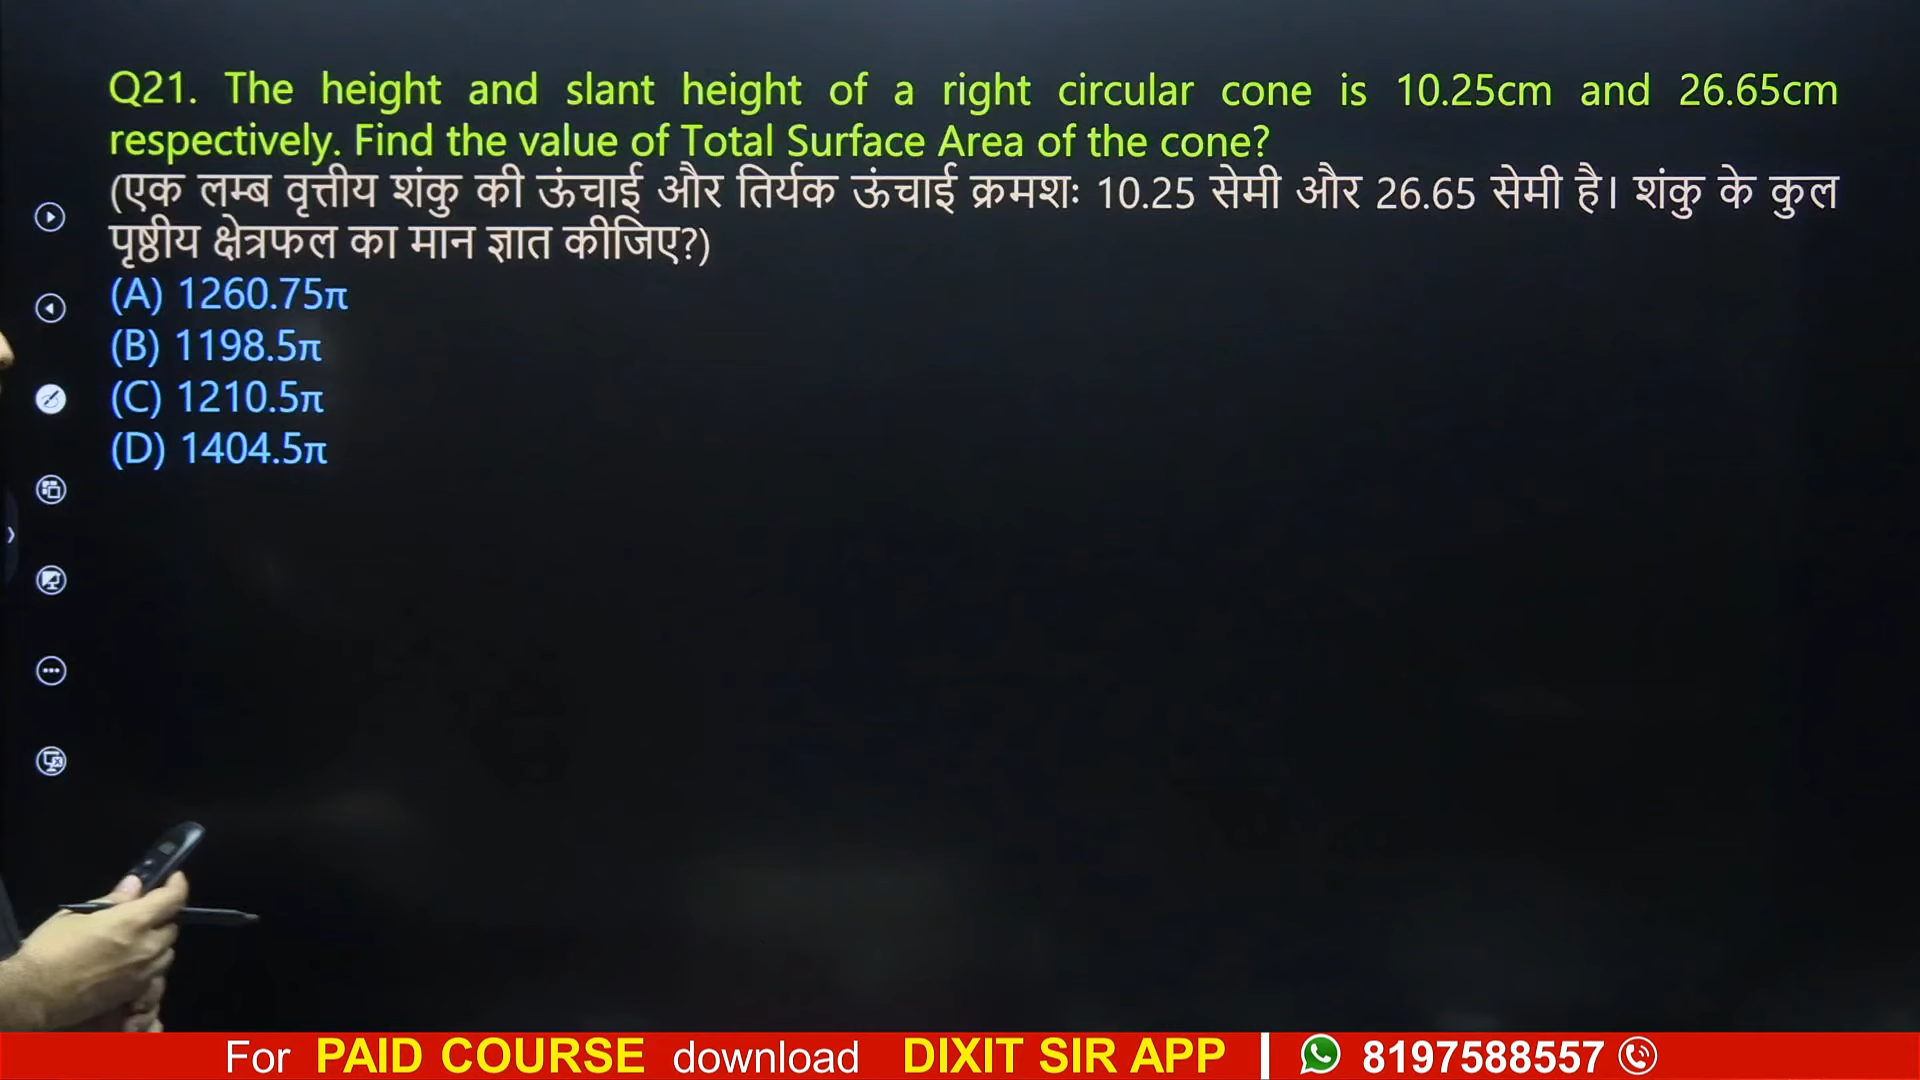 Q21. The height and slant height of a right circular cone is 10.25cm and 26.65cm
respectively. Find the value of Total Surface Area of the cone?
(एक लम्ब वृत्तीय शंकु की ऊंचाई और तिर्यक ऊंचाई क्रमशः 10.25 सेमी और 26.65 सेमी है। शंकु के कुल
पृष्ठीय क्षेत्रफल का मान ज्ञात कीजिए?)
(A) 1260.75π
(B) 1198.5π
(C) 1210.5π
(D) 1404.5π
For PAID COURSE download DIXIT SIR APP | 8197588557